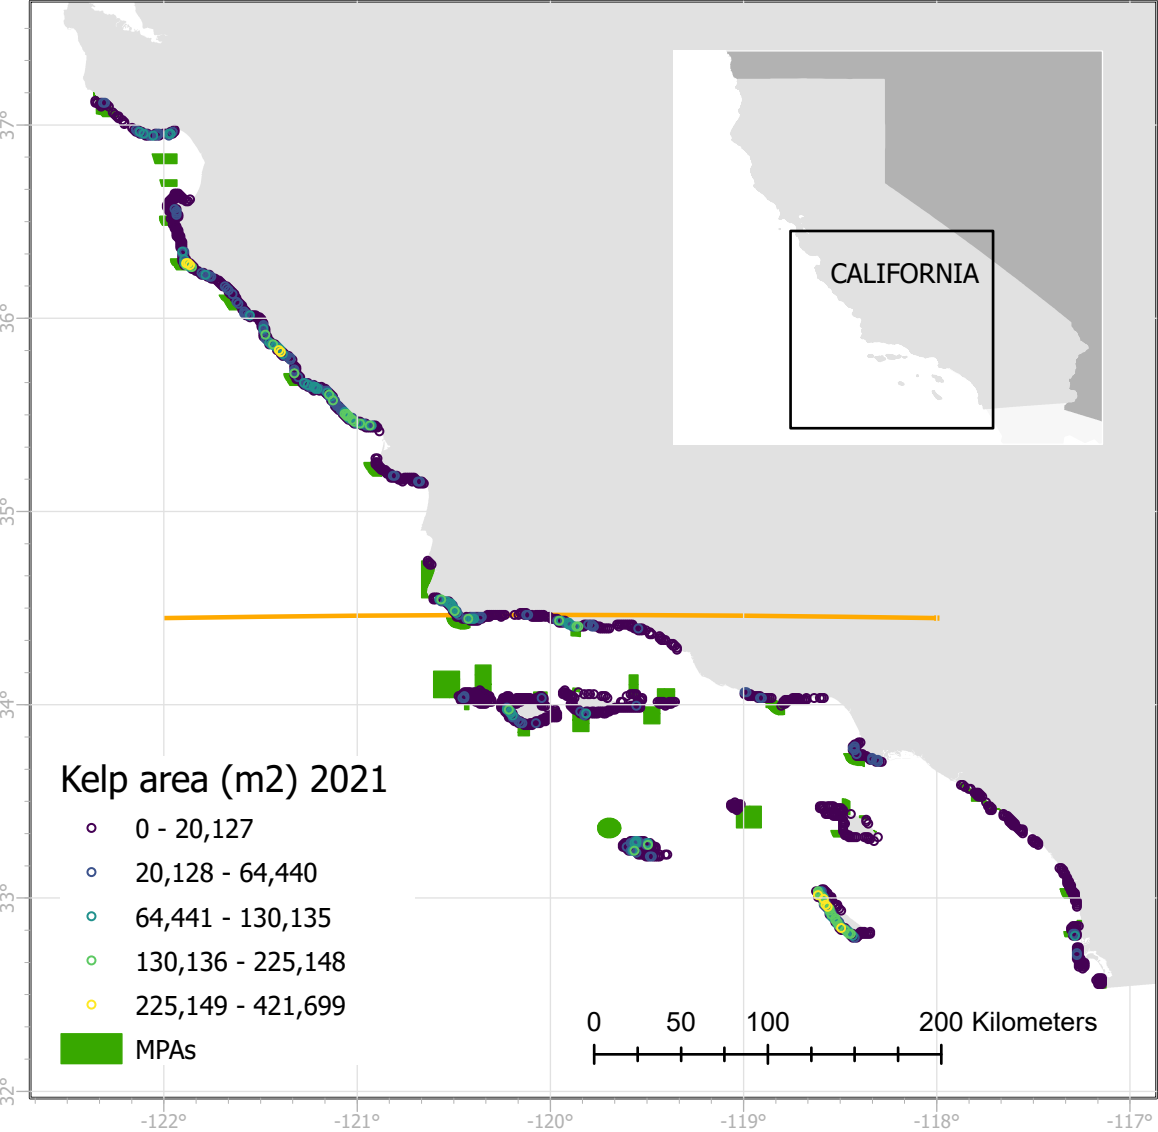 CALIFORNIA
37°
36°
35°
34°
33°
32°
Kelp area (m2) 2021
0 - 20,127
20,128 - 64,440
64,441 - 130,135
130,136 - 225,148
225,149 - 421,699
MPAs
0 50 100 200 Kilometers
-122° -121° -120° -119° -118° -117°